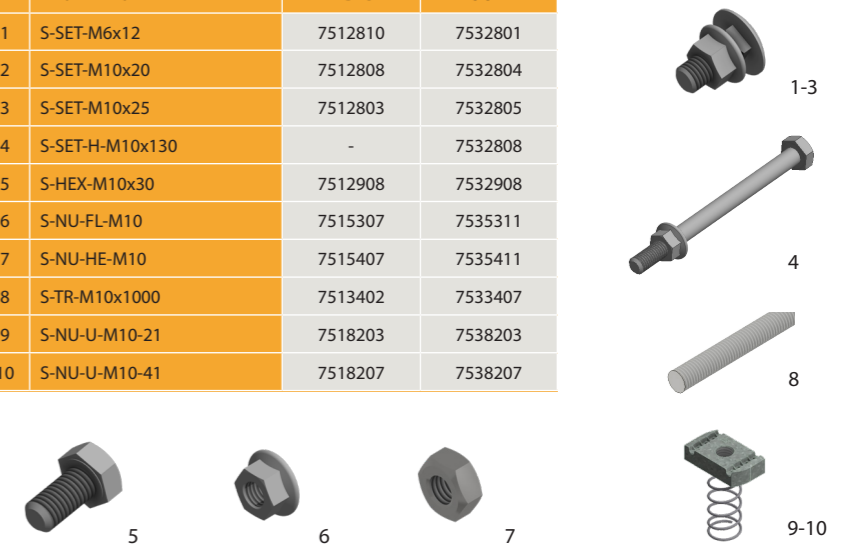 1 S-SET-M6x12 7512810 7532801
2 S-SET-M10x20 7512808 7532804
3 S-SET-M10x25 7512803 7532805
4 S-SET-H-M10x130 - 7532808
5 S-HEX-M10x30 7512908 7532908
6 S-NU-FL-M10 7515307 7535311
7 S-NU-HE-M10 7515407 7535411
8 S-TR-M10x1000 7513402 7533407
9 S-NU-U-M10-21 7518203 7538203
10 S-NU-U-M10-41 7518207 7538207
1-3
4
8
9-10
5 6 7